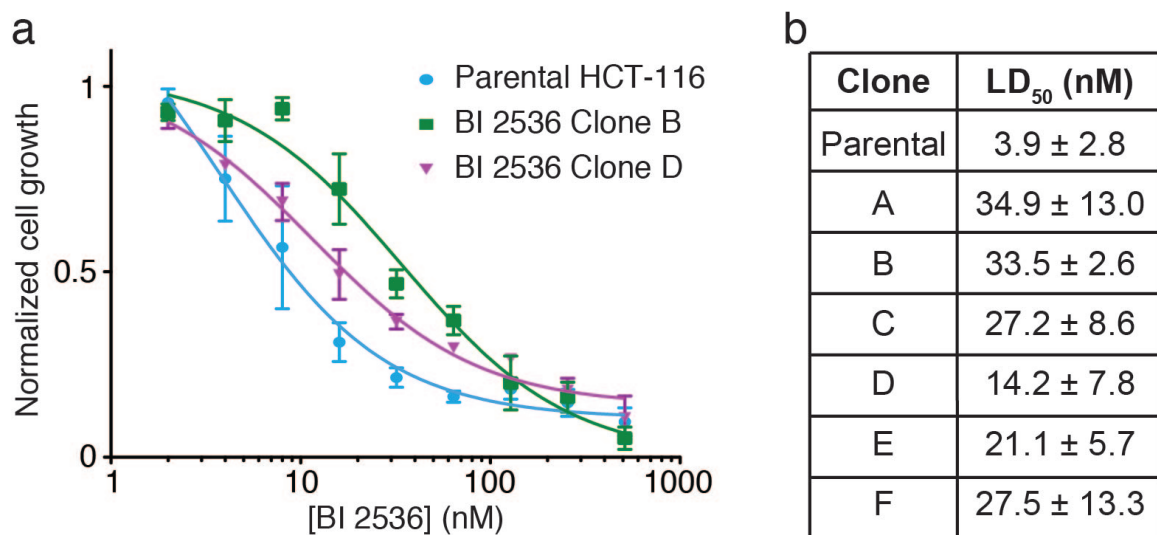 a
Parental HCT-116
BI 2536 Clone B
BI 2536 Clone D
Normalized cell growth
1
0.5
0
1 10 100 1000
[BI 2536] (nM)
b
Clone LD50 (nM)
Parental 3.9 ± 2.8
A 34.9 ± 13.0
B 33.5 ± 2.6
C 27.2 ± 8.6
D 14.2 ± 7.8
E 21.1 ± 5.7
F 27.5 ± 13.3